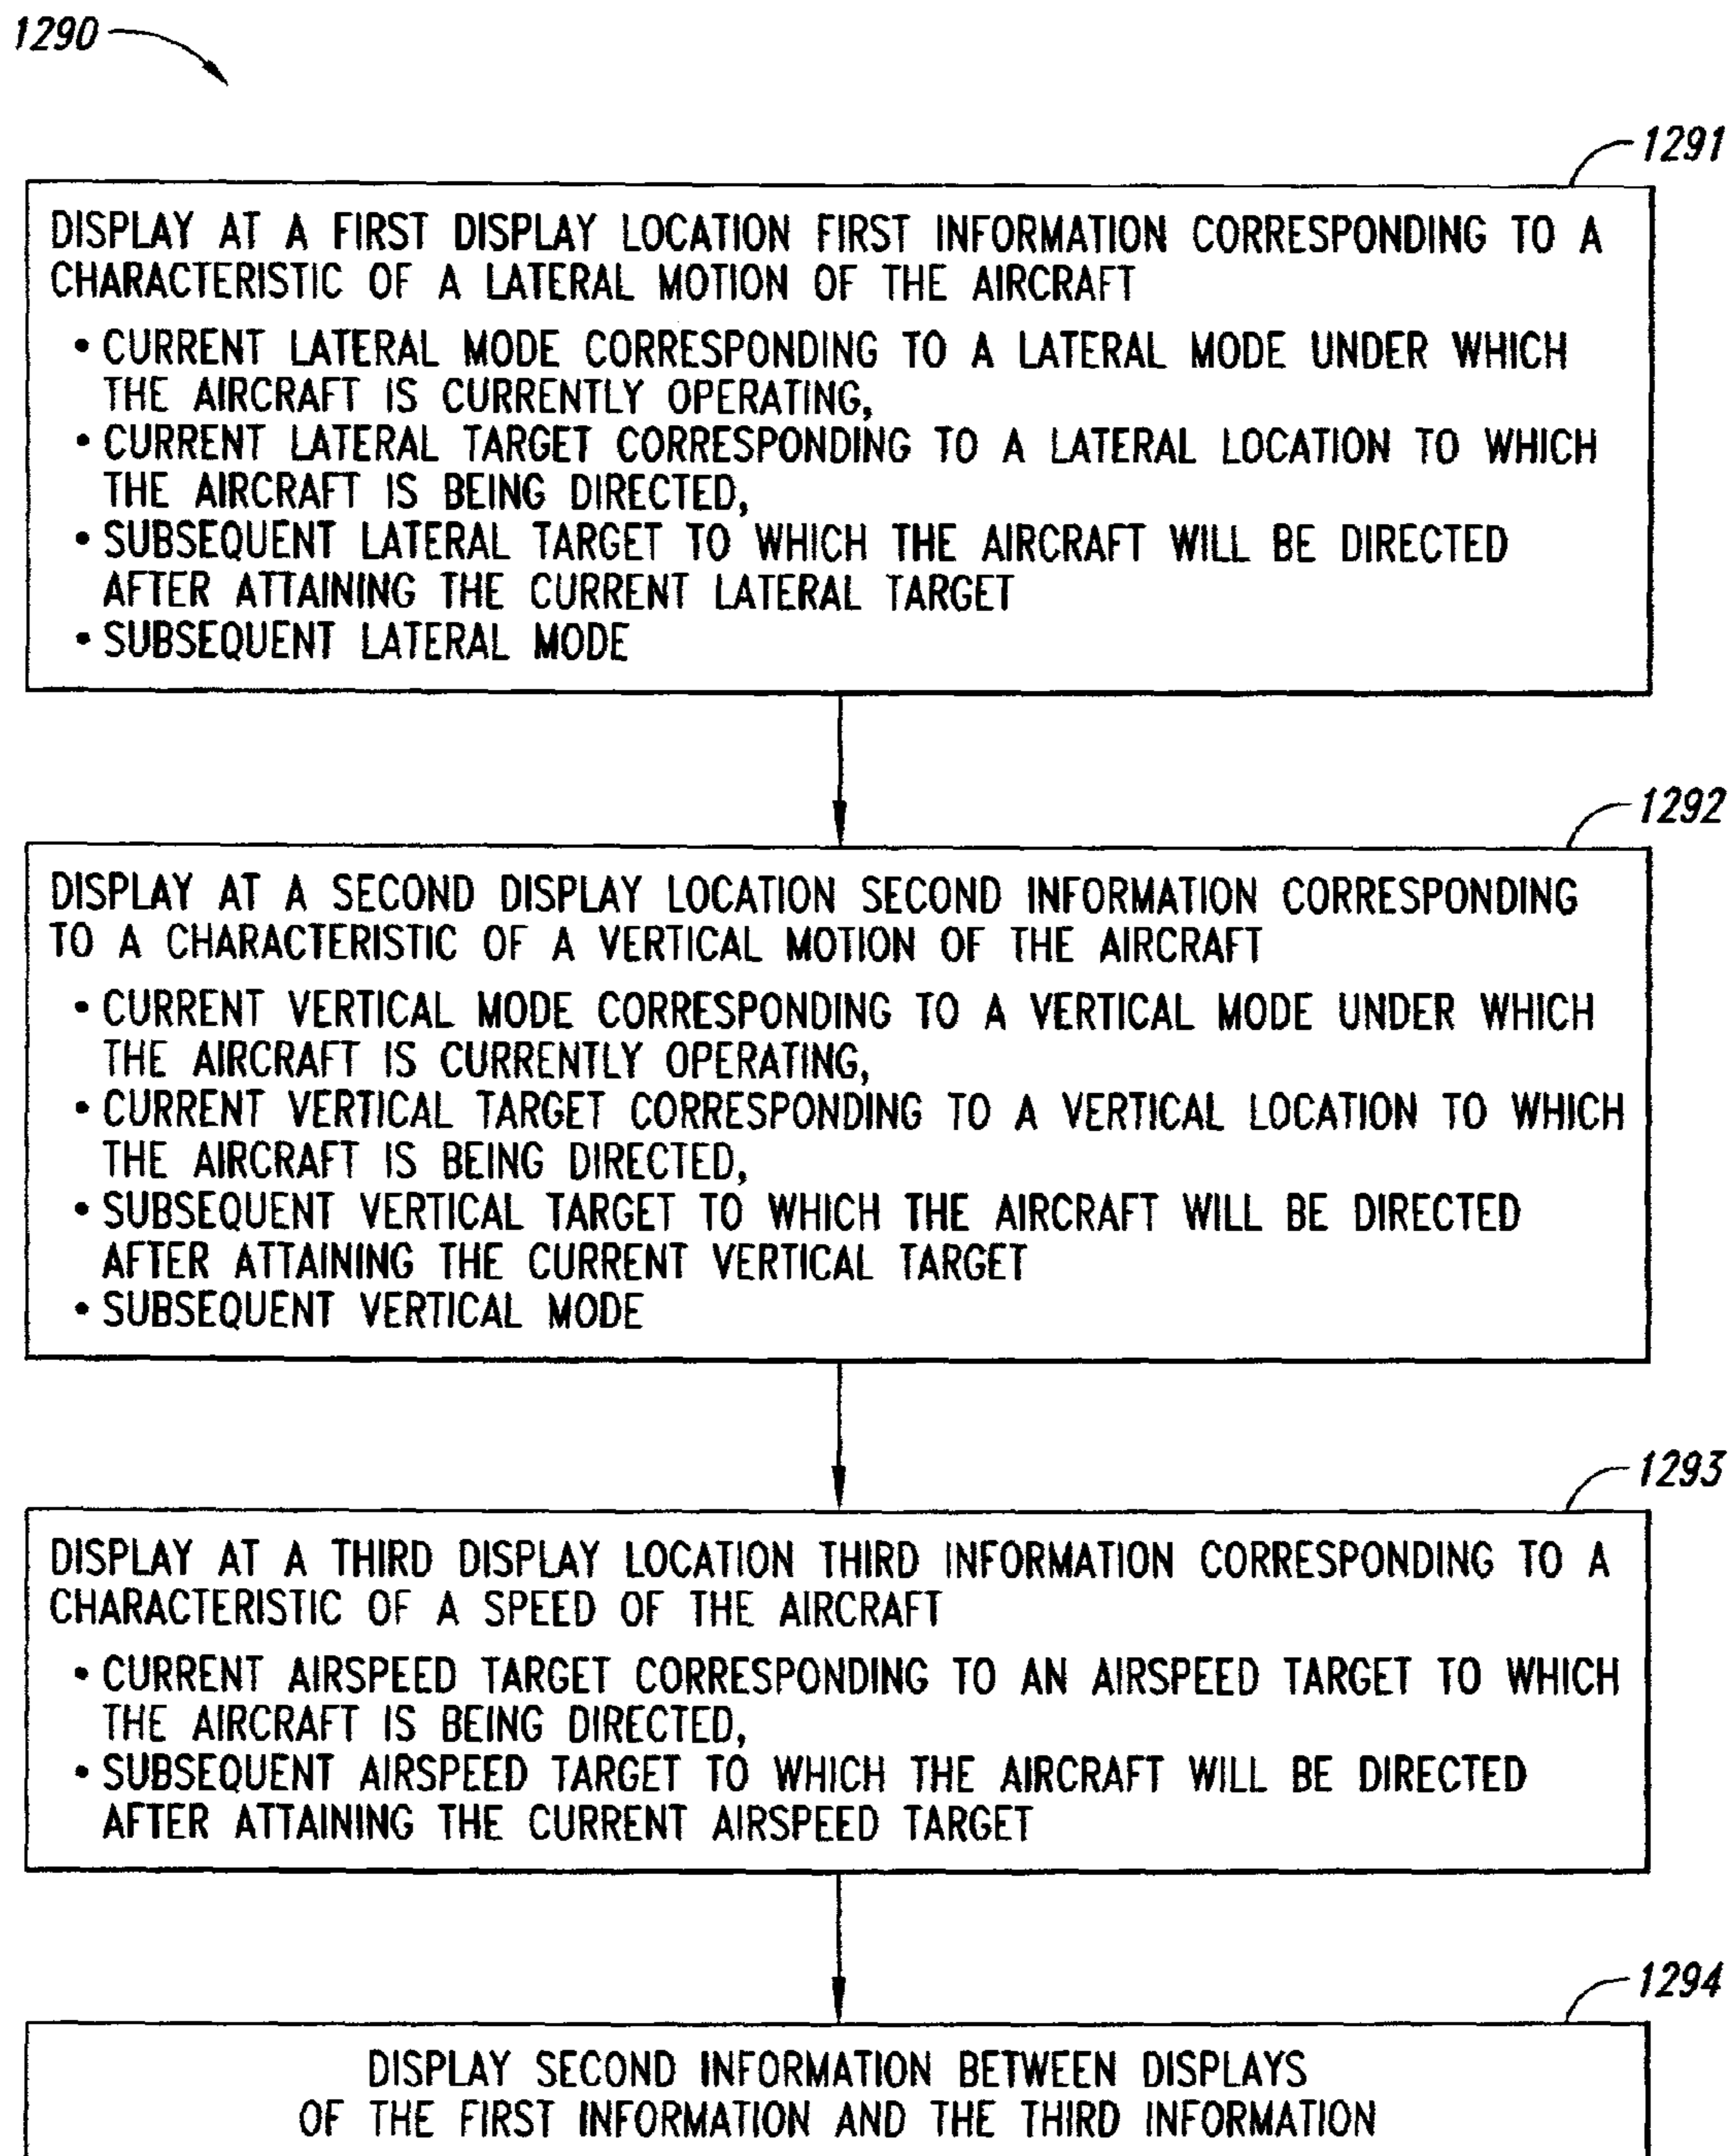 1290
1291
DISPLAY AT A FIRST DISPLAY LOCATION FIRST INFORMATION CORRESPONDING TO A
CHARACTERISTIC OF A LATERAL MOTION OF THE AIRCRAFT
• CURRENT LATERAL MODE CORRESPONDING TO A LATERAL MODE UNDER WHICH
THE AIRCRAFT IS CURRENTLY OPERATING,
• CURRENT LATERAL TARGET CORRESPONDING TO A LATERAL LOCATION TO WHICH
THE AIRCRAFT IS BEING DIRECTED,
• SUBSEQUENT LATERAL TARGET TO WHICH THE AIRCRAFT WILL BE DIRECTED
AFTER ATTAINING THE CURRENT LATERAL TARGET
• SUBSEQUENT LATERAL MODE
1292
DISPLAY AT A SECOND DISPLAY LOCATION SECOND INFORMATION CORRESPONDING
TO A CHARACTERISTIC OF A VERTICAL MOTION OF THE AIRCRAFT
• CURRENT VERTICAL MODE CORRESPONDING TO A VERTICAL MODE UNDER WHICH
THE AIRCRAFT IS CURRENTLY OPERATING,
• CURRENT VERTICAL TARGET CORRESPONDING TO A VERTICAL LOCATION TO WHICH
THE AIRCRAFT IS BEING DIRECTED,
• SUBSEQUENT VERTICAL TARGET TO WHICH THE AIRCRAFT WILL BE DIRECTED
AFTER ATTAINING THE CURRENT VERTICAL TARGET
• SUBSEQUENT VERTICAL MODE
1293
DISPLAY AT A THIRD DISPLAY LOCATION THIRD INFORMATION CORRESPONDING TO A
CHARACTERISTIC OF A SPEED OF THE AIRCRAFT
• CURRENT AIRSPEED TARGET CORRESPONDING TO AN AIRSPEED TARGET TO WHICH
THE AIRCRAFT IS BEING DIRECTED,
• SUBSEQUENT AIRSPEED TARGET TO WHICH THE AIRCRAFT WILL BE DIRECTED
AFTER ATTAINING THE CURRENT AIRSPEED TARGET
1294
DISPLAY SECOND INFORMATION BETWEEN DISPLAYS
OF THE FIRST INFORMATION AND THE THIRD INFORMATION